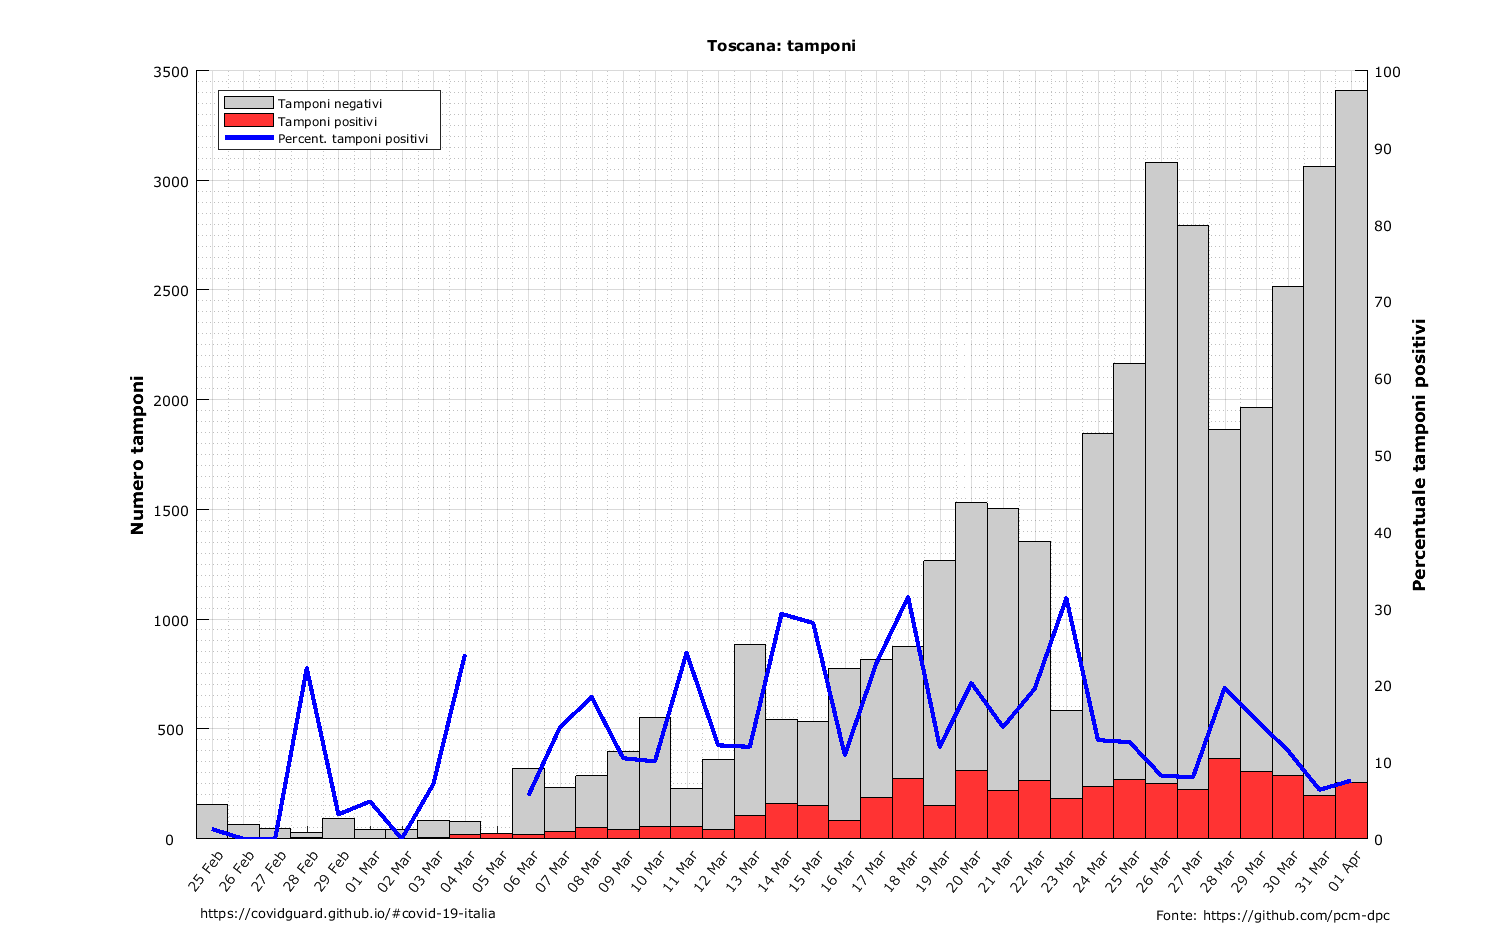 Toscana: tamponi
3500
3000
2500
2000
1500
1000
500
0
Numero tamponi
Tamponi negativi
Tamponi positivi
Percent. tamponi positivi
100
90
80
70
60
50
40
30
20
10
0
Percentuale tamponi positivi
25 Feb
26 Feb
27 Feb
28 Feb
29 Feb
01 Mar
02 Mar
03 Mar
04 Mar
05 Mar
06 Mar
07 Mar
08 Mar
09 Mar
10 Mar
11 Mar
12 Mar
13 Mar
14 Mar
15 Mar
16 Mar
17 Mar
18 Mar
19 Mar
20 Mar
21 Mar
22 Mar
23 Mar
24 Mar
25 Mar
26 Mar
27 Mar
28 Mar
29 Mar
30 Mar
31 Mar
01 Apr
https://covidguard.github.io/#covid-19-italia
Fonte: https://github.com/pcm-dpc